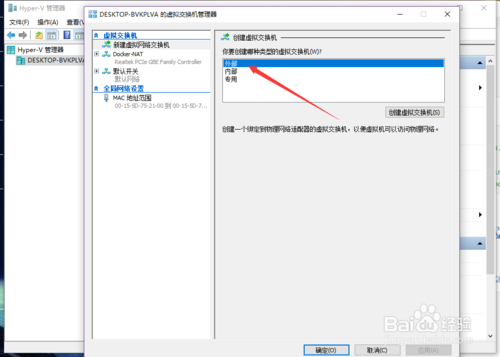 Hyper-V 管理器
文件(F)
操作(A)
查看(V)
Hyper-V 管理器
DESKTOP-BVKPLVA
DESKTOP-BVKPLVA 的虚拟交换机管理器
虚拟交换机
新建虚拟网络交换机
Docker-NAT
Realtek PCIe GBE Family Controller
默认开关
默认网络
全局网络设置
MAC 地址范围
00-15-5D-75-21-00 到 00-15-5D-7...
创建虚拟交换机
你要创建哪种类型的虚拟交换机(W)?
外部
内部
专用
创建虚拟交换机(S)
创建一个绑定到物理网络适配器的虚拟交换机，以便虚拟机可以访问物理网络。
确定(O)
取消(C)
应用(A)
Baidu 经验
jingyan.baidu.com